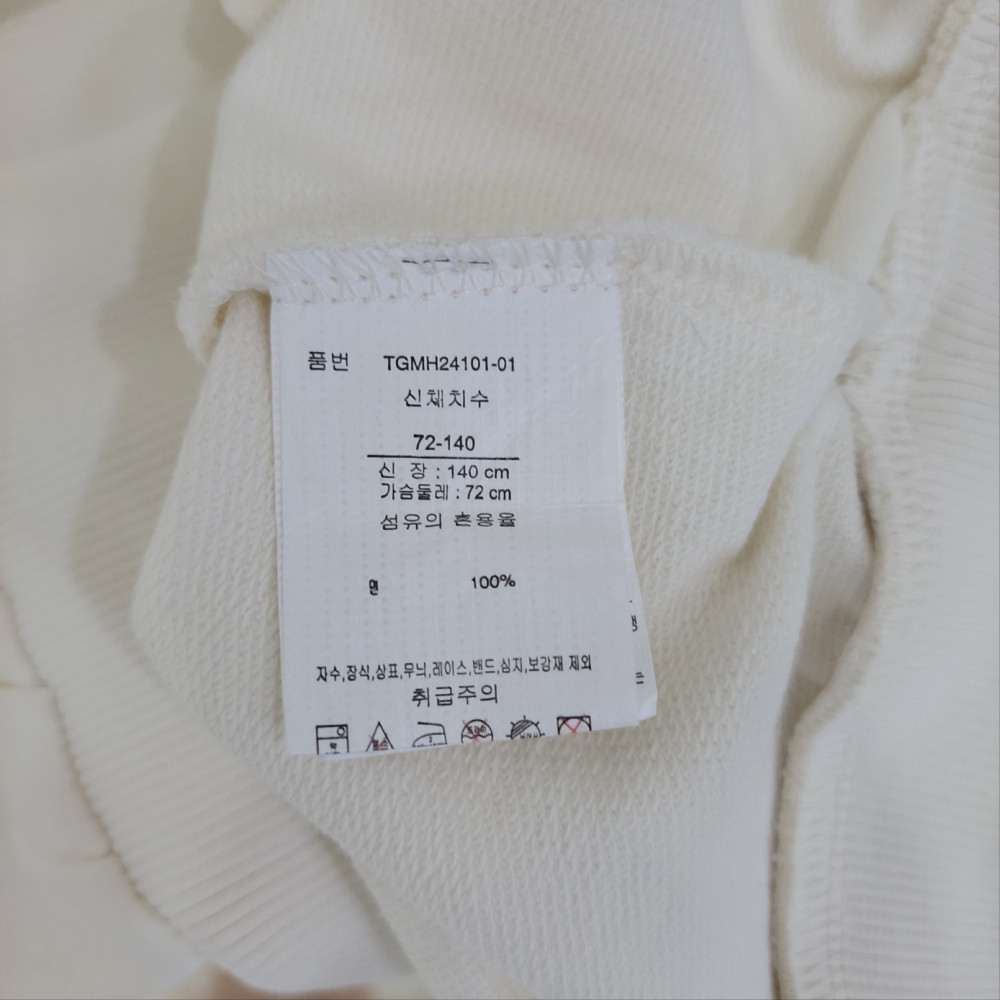 품번 TGMH24101-01
신체치수
72-140
신 장 : 140 cm
가슴둘레 : 72 cm
섬유의 혼용율
면 100%
자수,장식,상표,무늬,레이스,밴드,심지,보강재 제외
취급주의